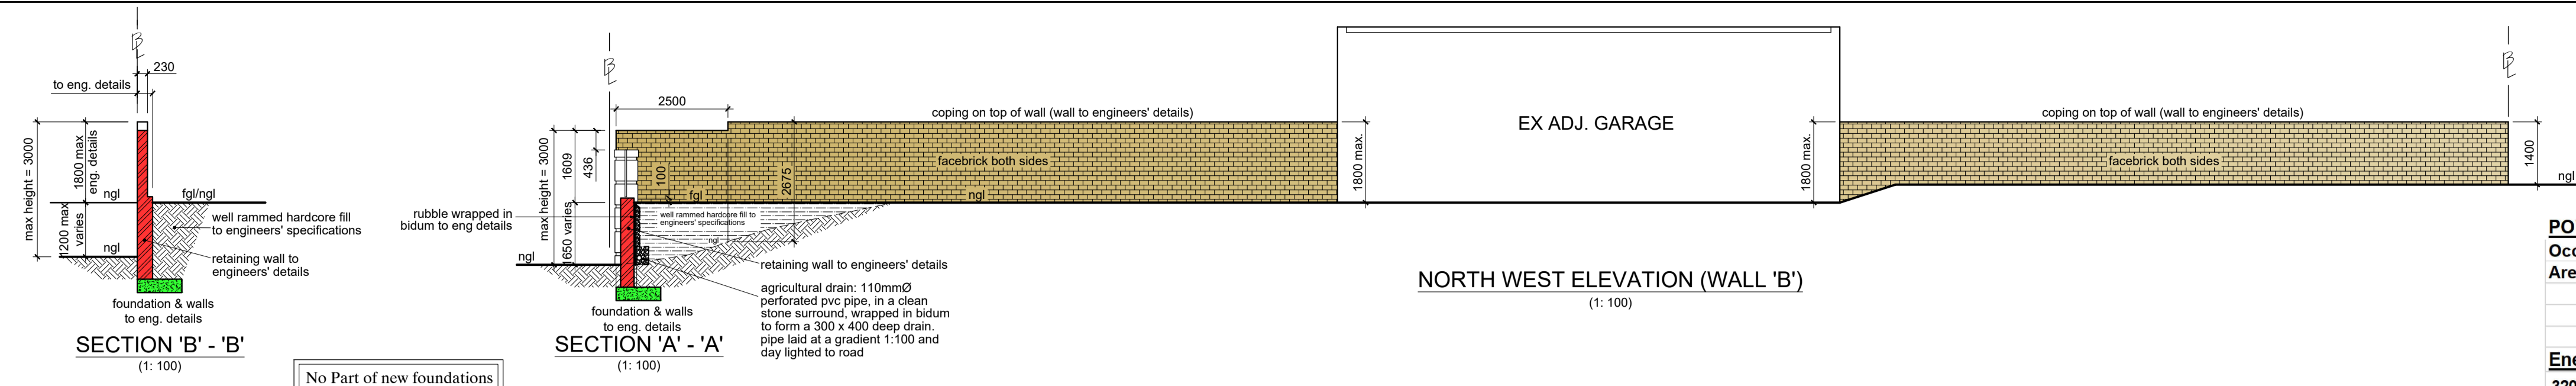 230
to eng. details
max height = 3000
1800 max
eng. details
1200 max
varies
ngl
fgl/ngl
ngl
well rammed hardcore fill
to engineers' specifications
retaining wall to
engineers' details
foundation & walls
to eng. details
SECTION 'B' - 'B'
(1: 100)
No Part of new foundations
2500
max height = 3000
1609
436
1650 varies
100
2675
fgl
ngl
rubble wrapped in
bidum to eng details
well rammed hardcore fill to
engineers' specifications
ngl
ngl
retaining wall to engineers' details
agricultural drain: 110mmØ
perforated pvc pipe, in a clean
stone surround, wrapped in bidum
to form a 300 x 400 deep drain.
pipe laid at a gradient 1:100 and
day lighted to road
foundation & walls
to eng. details
SECTION 'A' - 'A'
(1: 100)
coping on top of wall (wall to engineers' details)
facebrick both sides
1800 max.
EX ADJ. GARAGE
1800 max.
coping on top of wall (wall to engineers' details)
facebrick both sides
1400
ngl
NORTH WEST ELEVATION (WALL 'B')
(1: 100)
PO
Occ
Are
Ene